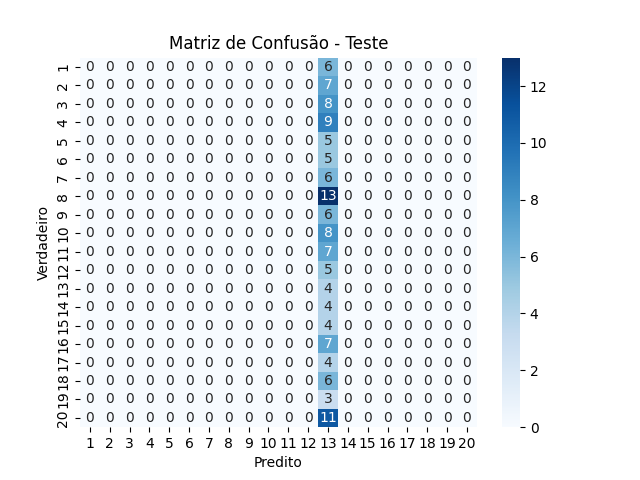 Matriz de Confusão - Teste
1 0 0 0 0 0 0 0 0 0 0 0 0 6 0 0 0 0 0 0 0
2 0 0 0 0 0 0 0 0 0 0 0 0 7 0 0 0 0 0 0 0
3 0 0 0 0 0 0 0 0 0 0 0 0 8 0 0 0 0 0 0 0
4 0 0 0 0 0 0 0 0 0 0 0 0 9 0 0 0 0 0 0 0
5 0 0 0 0 0 0 0 0 0 0 0 0 5 0 0 0 0 0 0 0
6 0 0 0 0 0 0 0 0 0 0 0 0 5 0 0 0 0 0 0 0
7 0 0 0 0 0 0 0 0 0 0 0 0 6 0 0 0 0 0 0 0
8 0 0 0 0 0 0 0 0 0 0 0 0 13 0 0 0 0 0 0 0
9 0 0 0 0 0 0 0 0 0 0 0 0 6 0 0 0 0 0 0 0
10 0 0 0 0 0 0 0 0 0 0 0 0 8 0 0 0 0 0 0 0
11 0 0 0 0 0 0 0 0 0 0 0 0 7 0 0 0 0 0 0 0
12 0 0 0 0 0 0 0 0 0 0 0 0 5 0 0 0 0 0 0 0
13 0 0 0 0 0 0 0 0 0 0 0 0 4 0 0 0 0 0 0 0
14 0 0 0 0 0 0 0 0 0 0 0 0 4 0 0 0 0 0 0 0
15 0 0 0 0 0 0 0 0 0 0 0 0 4 0 0 0 0 0 0 0
16 0 0 0 0 0 0 0 0 0 0 0 0 7 0 0 0 0 0 0 0
17 0 0 0 0 0 0 0 0 0 0 0 0 4 0 0 0 0 0 0 0
18 0 0 0 0 0 0 0 0 0 0 0 0 6 0 0 0 0 0 0 0
19 0 0 0 0 0 0 0 0 0 0 0 0 3 0 0 0 0 0 0 0
20 0 0 0 0 0 0 0 0 0 0 0 0 11 0 0 0 0 0 0 0
1 2 3 4 5 6 7 8 9 10 11 12 13 14 15 16 17 18 19 20
Predito
Verdadeiro
12
10
8
6
4
2
0